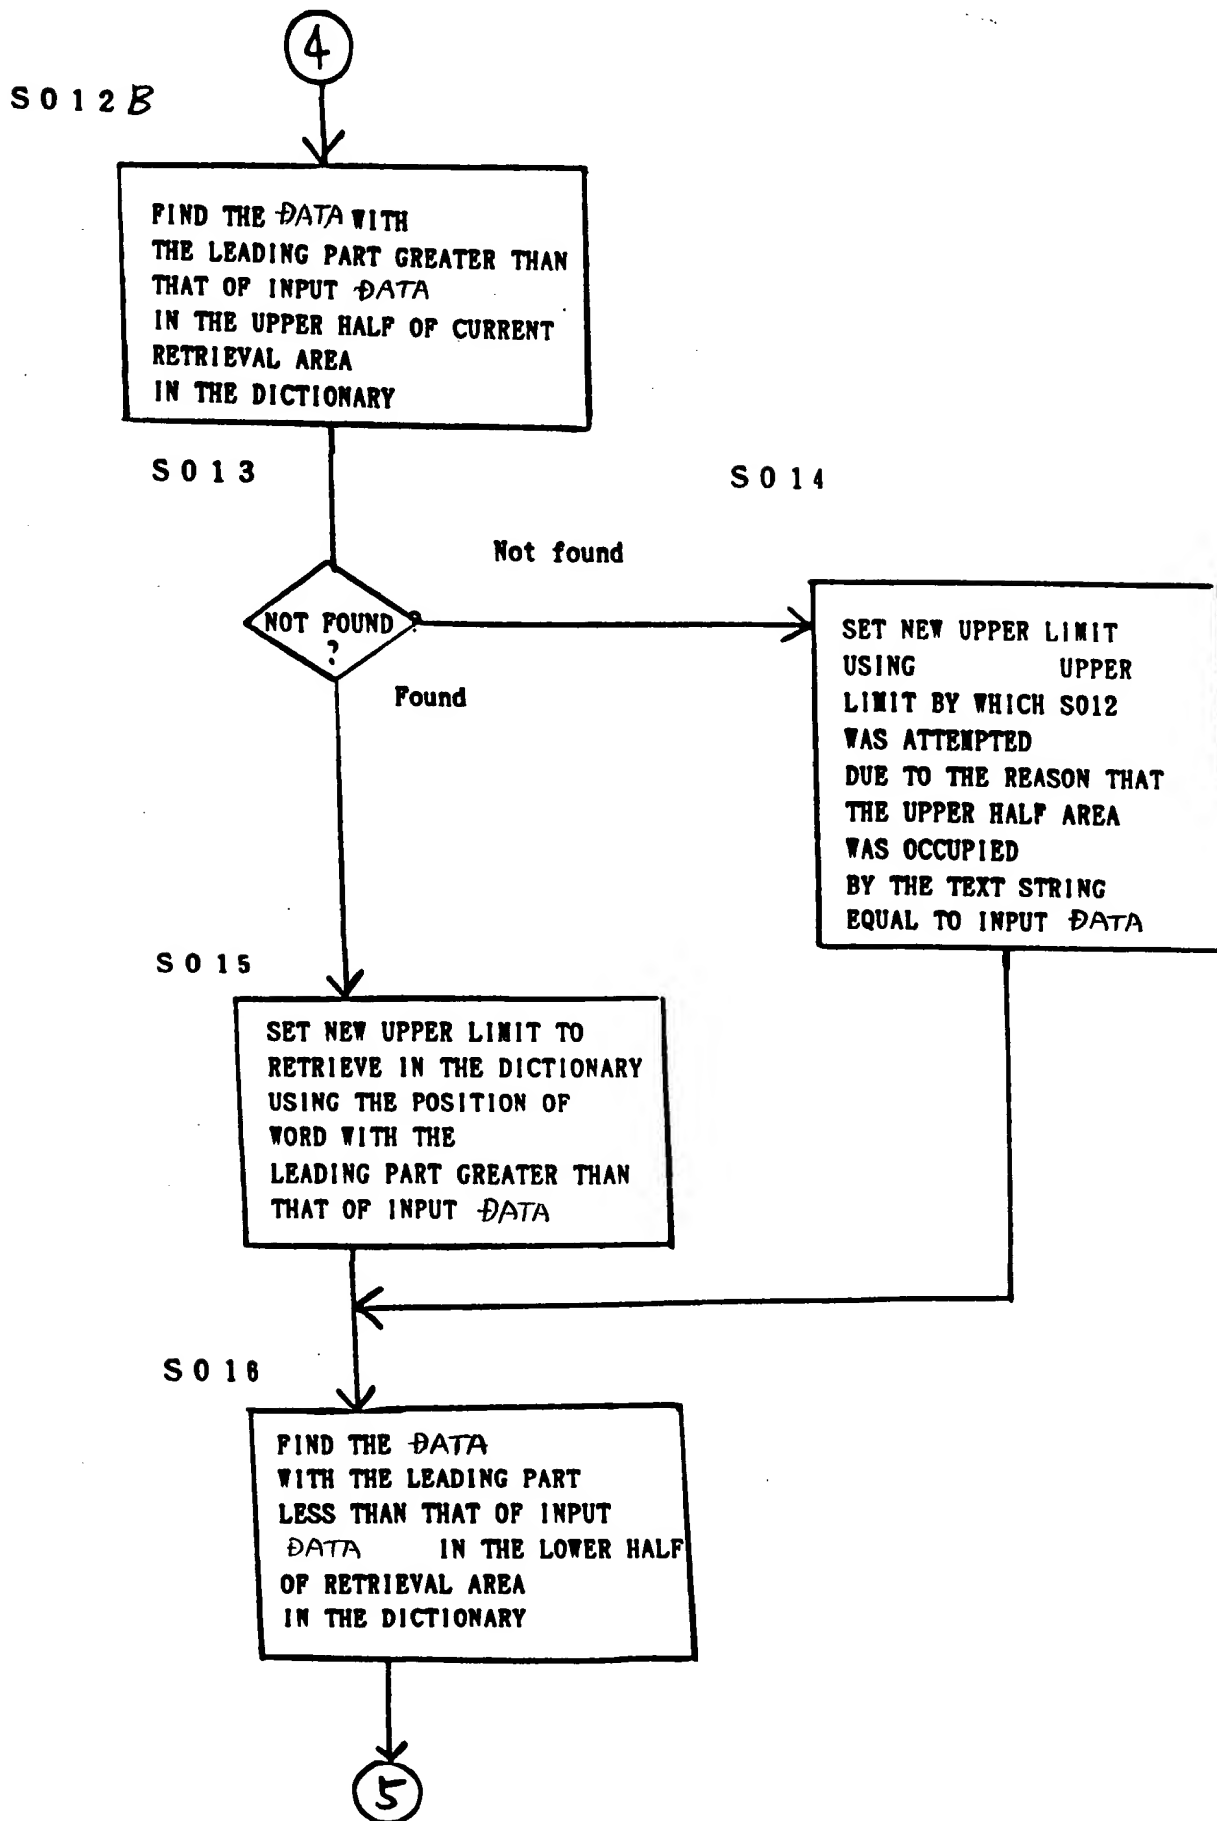 4
S012B
FIND THE DATA WITH
THE LEADING PART GREATER THAN
THAT OF INPUT DATA
IN THE UPPER HALF OF CURRENT
RETRIEVAL AREA
IN THE DICTIONARY
S013
S014
Not found
NOT FOUND ?
?
Found
SET NEW UPPER LIMIT
USING UPPER
LIMIT BY WHICH S012
WAS ATTEMPTED
DUE TO THE REASON THAT
THE UPPER HALF AREA
WAS OCCUPIED
BY THE TEXT STRING
EQUAL TO INPUT DATA
S015
SET NEW UPPER LIMIT TO
RETRIEVE IN THE DICTIONARY
USING THE POSITION OF
WORD WITH THE
LEADING PART GREATER THAN
THAT OF INPUT DATA
S016
FIND THE DATA
WITH THE LEADING PART
LESS THAN THAT OF INPUT
DATA IN THE LOWER HALF
OF RETRIEVAL AREA
IN THE DICTIONARY
5